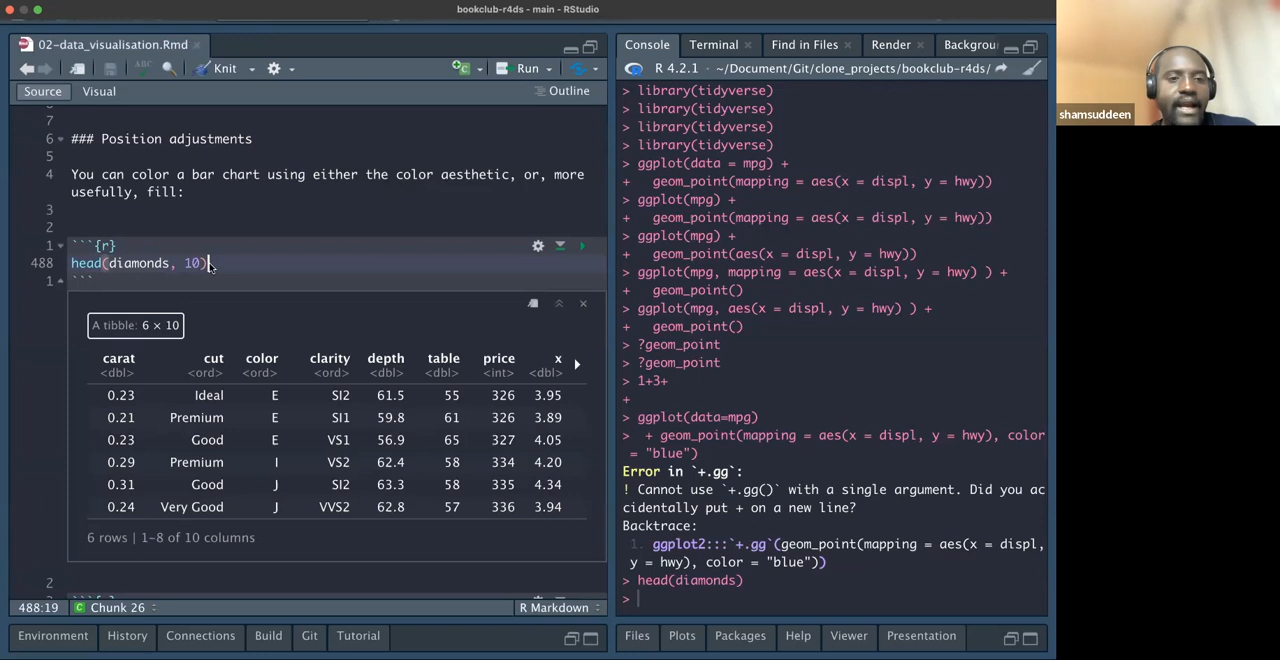 bookclub-r4ds - main - RStudio
02-data_visualisation.Rmd
ABC
Knit
Run
Source
Visual
Outline
7
6
### Position adjustments
5
4
You can color a bar chart using either the color aesthetic, or, more
usefully, fill:
3
2
1
```{r}
488
head(diamonds, 10)
1
```
A tibble: 6 × 10
carat cut color clarity depth table price x
<dbl> <ord> <ord> <ord> <dbl> <dbl> <int> <dbl>
0.23 Ideal E SI2 61.5 55 326 3.95
0.21 Premium E SI1 59.8 61 326 3.89
0.23 Good E VS1 56.9 65 327 4.05
0.29 Premium I VS2 62.4 58 334 4.20
0.31 Good J SI2 63.3 58 335 4.34
0.24 Very Good J VVS2 62.8 57 336 3.94
6 rows | 1-8 of 10 columns
2
488:19
Chunk 26
R Markdown
Environment
History
Connections
Build
Git
Tutorial
Console
Terminal
Find in Files
Render
Backgrou
R 4.2.1 · ~/Document/Git/clone_projects/bookclub-r4ds/
> library(tidyverse)
> library(tidyverse)
> library(tidyverse)
> library(tidyverse)
> ggplot(data = mpg) +
+ geom_point(mapping = aes(x = displ, y = hwy))
> ggplot(mpg) +
+ geom_point(mapping = aes(x = displ, y = hwy))
> ggplot(mpg) +
+ geom_point(aes(x = displ, y = hwy))
> ggplot(mpg, mapping = aes(x = displ, y = hwy) ) +
+ geom_point()
> ggplot(mpg, aes(x = displ, y = hwy) ) +
+ geom_point()
> ?geom_point
> ?geom_point
> 1+3+
+
> ggplot(data=mpg)
> + geom_point(mapping = aes(x = displ, y = hwy), color
= "blue")
Error in `+.gg`:
! Cannot use `+.gg()` with a single argument. Did you ac
cidentally put + on a new line?
Backtrace:
1. ggplot2:::`+.gg`(geom_point(mapping = aes(x = displ,
y = hwy), color = "blue"))
> head(diamonds)
>
Files
Plots
Packages
Help
Viewer
Presentation
shamsuddeen